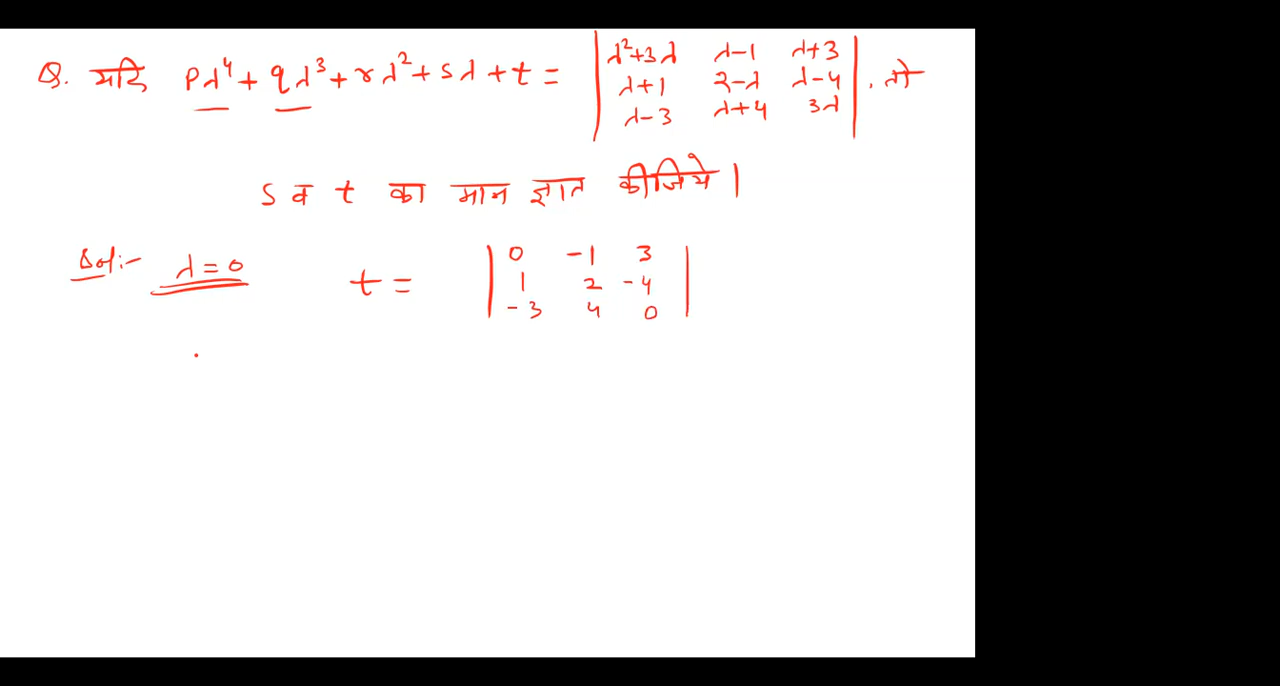 Q. यदि pλ⁴ + qλ³ + rλ² + sλ + t = | λ²+3λ λ-1 λ+3 | , तो
| λ+1 2-λ λ-4 |
| λ-3 λ+4 3λ |
s व t का मान ज्ञात कीजिये |
Sol:- λ = 0 t = | 0 -1 3 |
| 1 2 -4 |
| -3 4 0 |